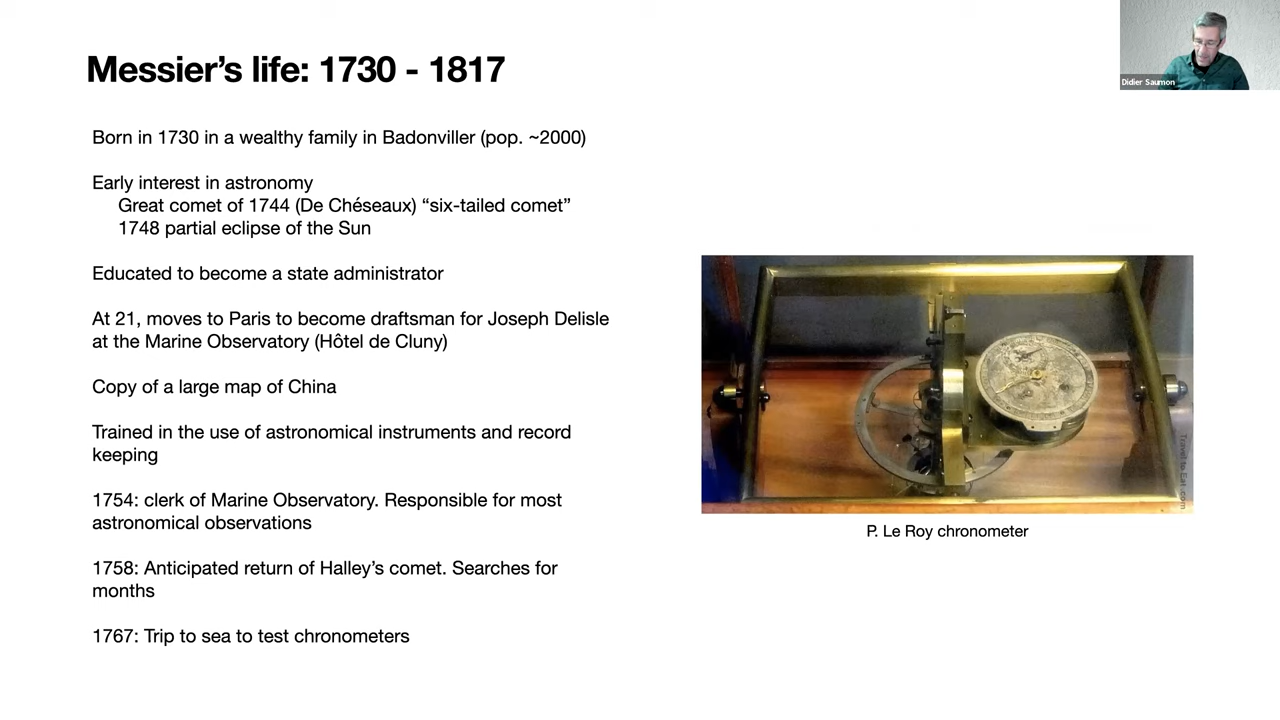 Messier's life: 1730 - 1817
Didier Saumon
Born in 1730 in a wealthy family in Badonviller (pop. ~2000)
Early interest in astronomy
Great comet of 1744 (De Chéseaux) “six-tailed comet”
1748 partial eclipse of the Sun
Educated to become a state administrator
At 21, moves to Paris to become draftsman for Joseph Delisle
at the Marine Observatory (Hôtel de Cluny)
Copy of a large map of China
Trained in the use of astronomical instruments and record
keeping
1754: clerk of Marine Observatory. Responsible for most
astronomical observations
1758: Anticipated return of Halley’s comet. Searches for
months
1767: Trip to sea to test chronometers
Travel to Eat .com
P. Le Roy chronometer